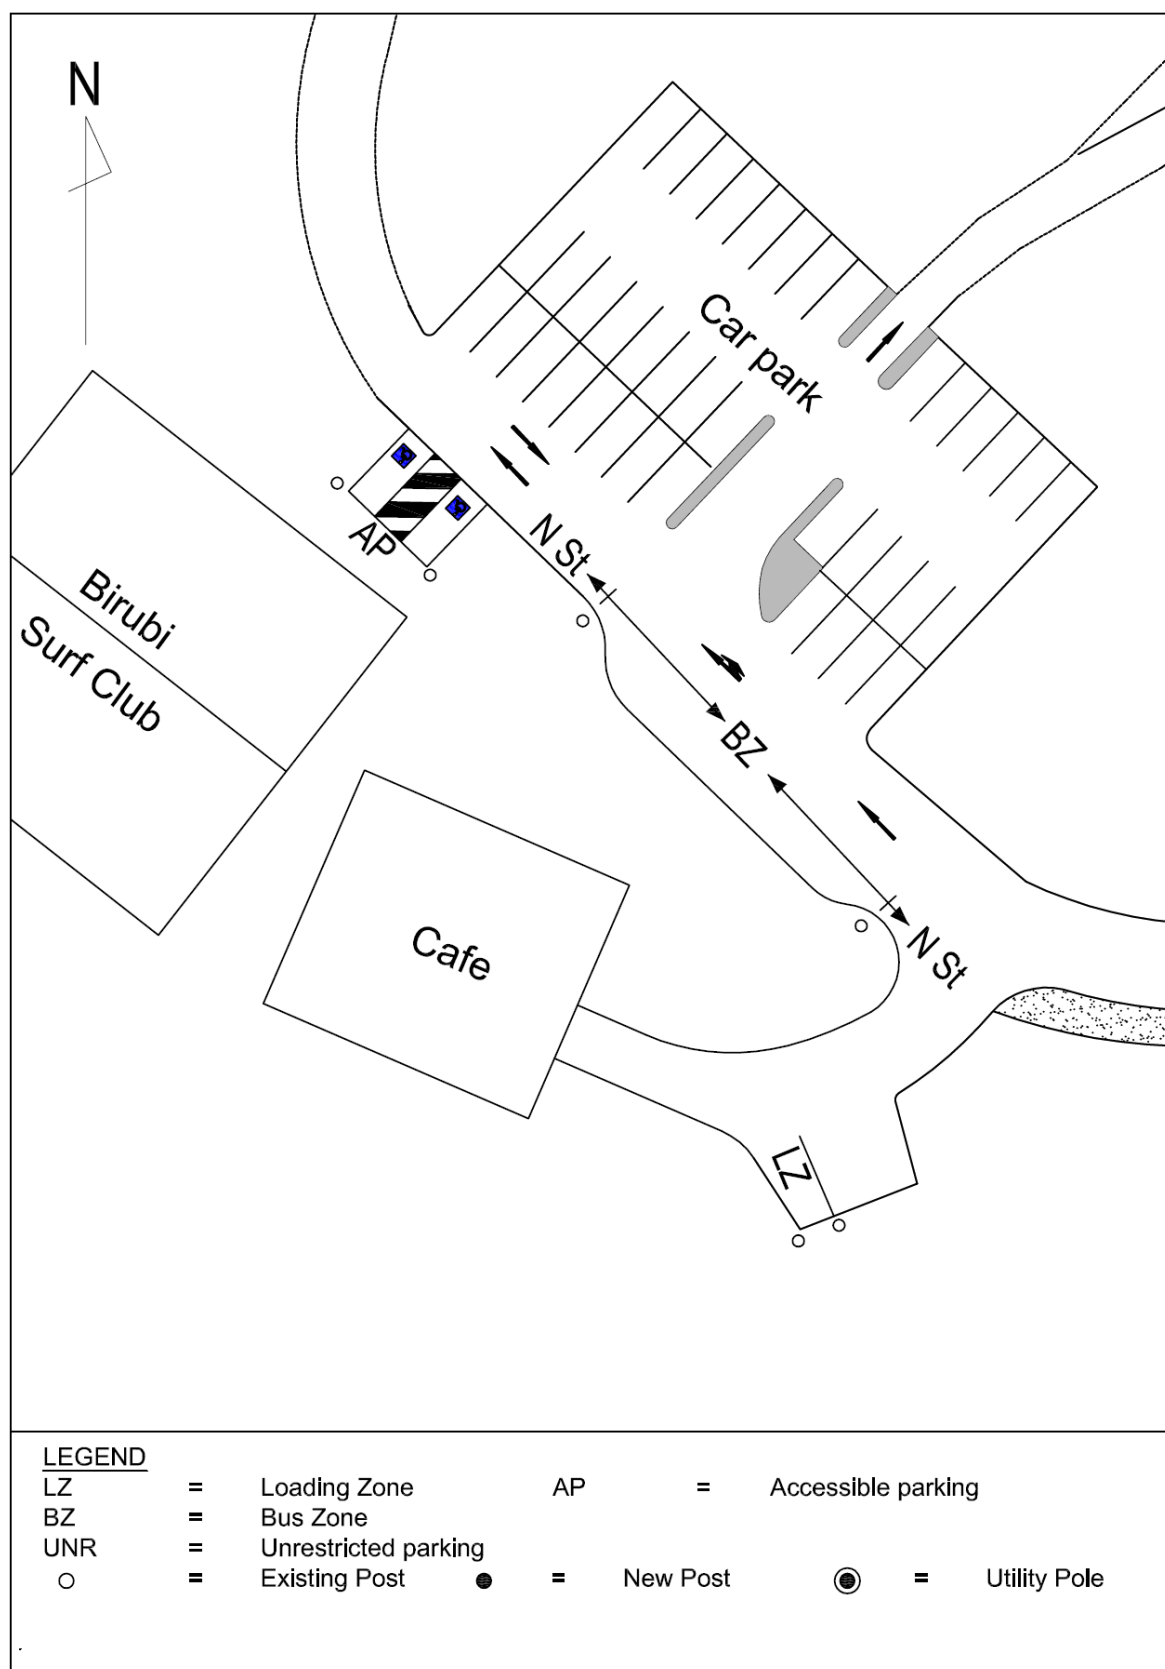 N
Car park
AP
N St
Birubi
Surf Club
BZ
Cafe
N St
LZ
LEGEND
LZ = Loading Zone AP = Accessible parking
BZ = Bus Zone
UNR = Unrestricted parking
= Existing Post = New Post = Utility Pole